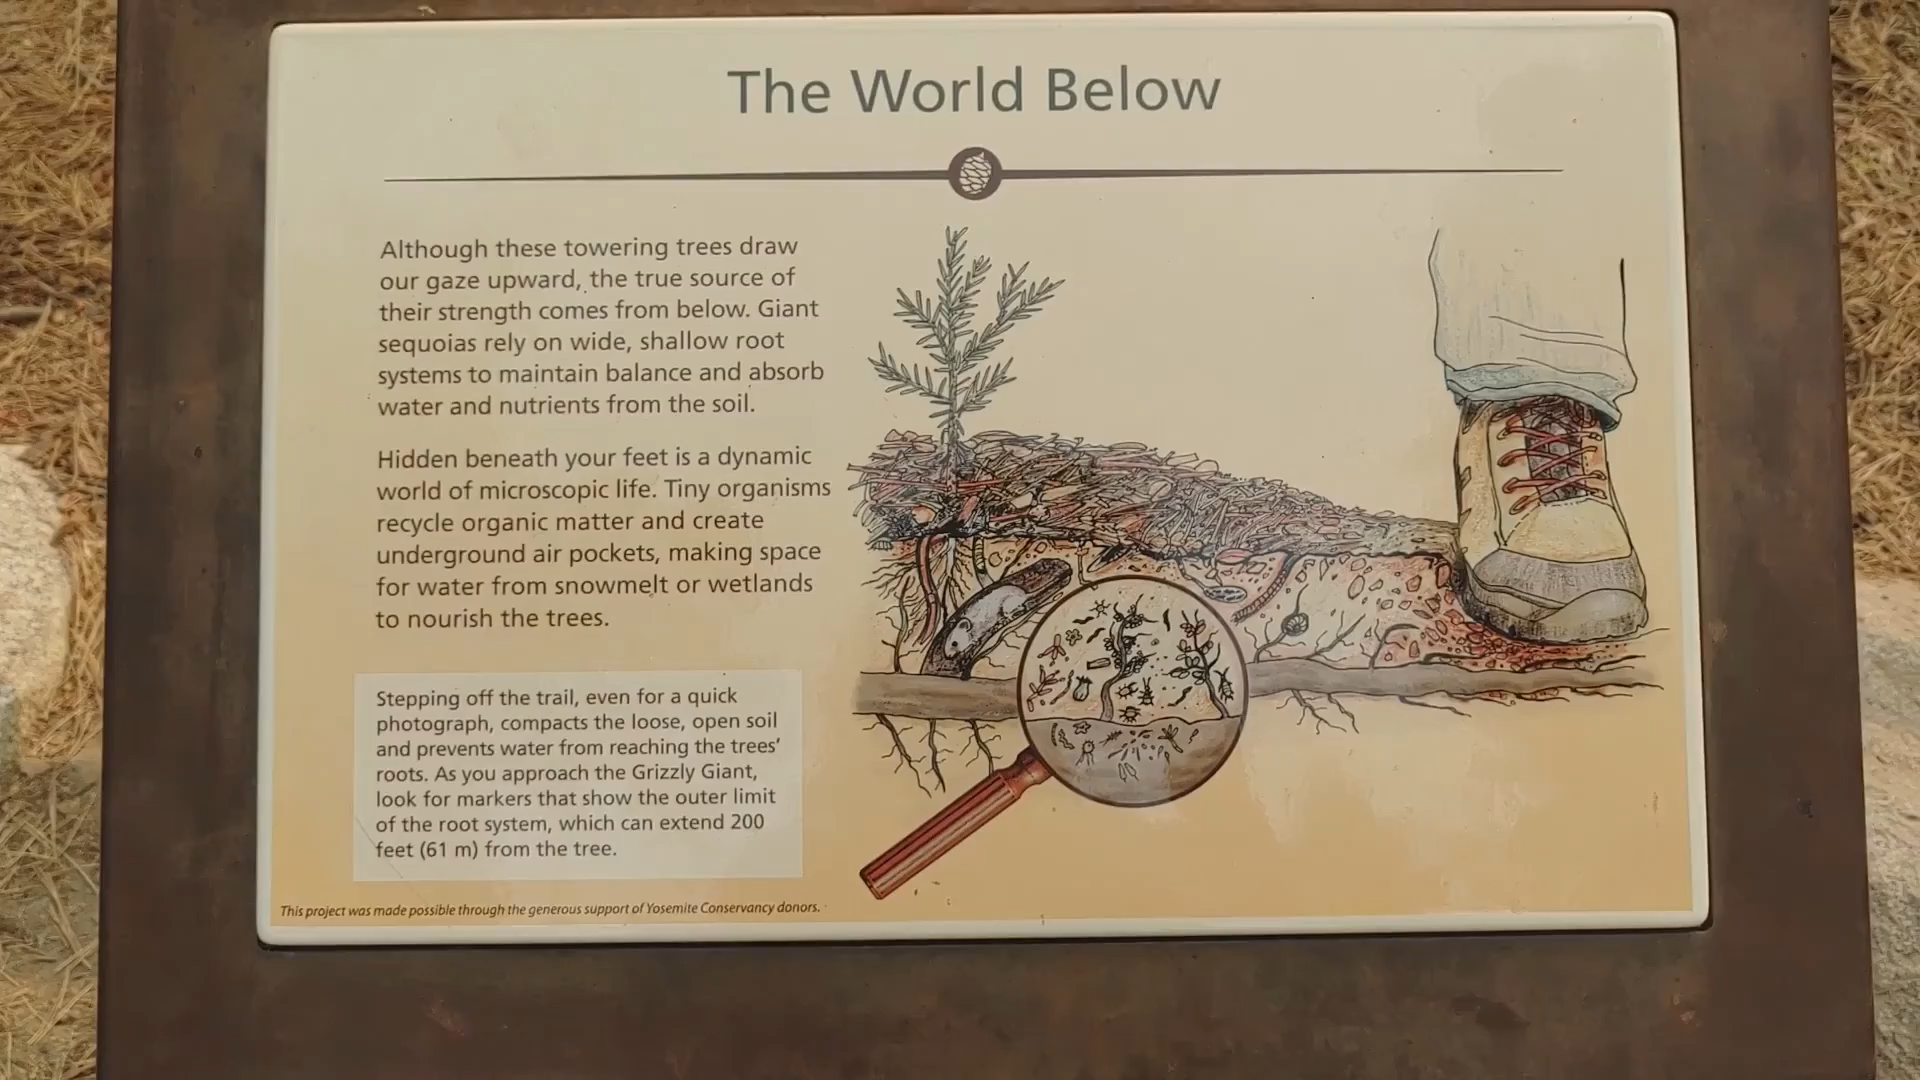 The World Below
Although these towering trees draw
our gaze upward, the true source of
their strength comes from below. Giant
sequoias rely on wide, shallow root
systems to maintain balance and absorb
water and nutrients from the soil.
Hidden beneath your feet is a dynamic
world of microscopic life. Tiny organisms
recycle organic matter and create
underground air pockets, making space
for water from snowmelt or wetlands
to nourish the trees.
Stepping off the trail, even for a quick
photograph, compacts the loose, open soil
and prevents water from reaching the trees’
roots. As you approach the Grizzly Giant,
look for markers that show the outer limit
of the root system, which can extend 200
feet (61 m) from the tree.
This project was made possible through the generous support of Yosemite Conservancy donors.